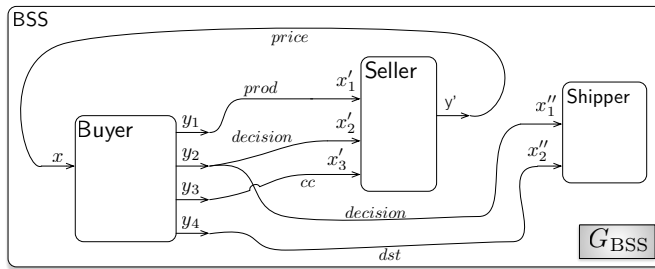 BSS
price
Seller
prod
x'₁
y₁
decision
x'₂
y'
Shipper
x''₁
Buyer
x
y₂
x'₃
x''₂
y₃
cc
decision
y₄
dst
G_BSS